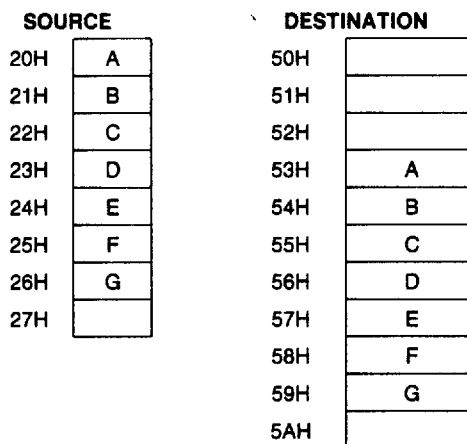 SOURCE
20H A
21H B
22H C
23H D
24H E
25H F
26H G
27H
DESTINATION
50H
51H
52H
53H A
54H B
55H C
56H D
57H E
58H F
59H G
5AH